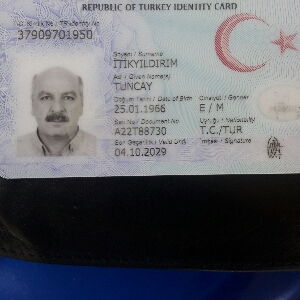 REPUBLIC OF TURKEY IDENTITY CARD
T.C. Kimlik No / TR Identity No
37909701950
Soyadı / Surname
İTİKYILDIRIM
Adı / Given Name(s)
TUNCAY
Doğum Tarihi / Date of Birth
Cinsiyeti / Gender
25.01.1966
E / M
Seri No / Document No
Uyruğu / Nationality
A22T88730
T.C./TUR
Son Geçerlilik / Valid Until
İmzası / Signature
04.10.2029